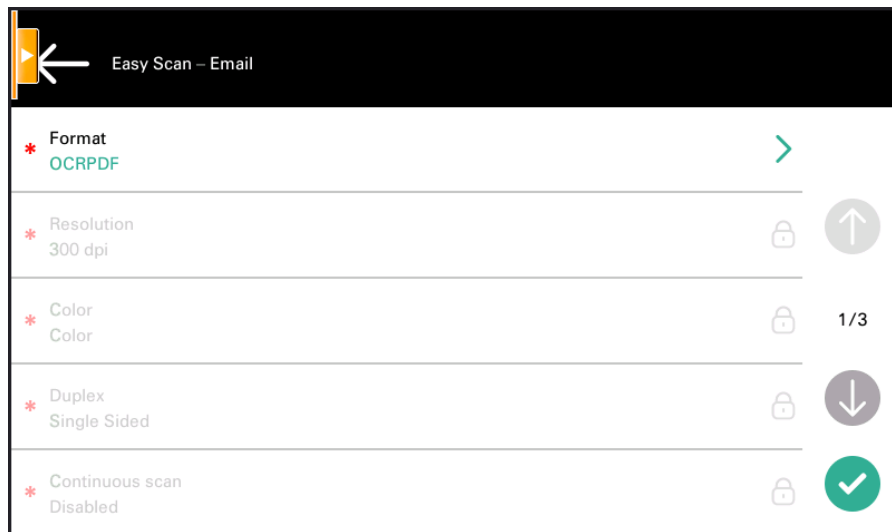 Easy Scan – Email
* Format
OCRPDF
* Resolution
300 dpi
* Color
Color
1/3
* Duplex
Single Sided
* Continuous scan
Disabled